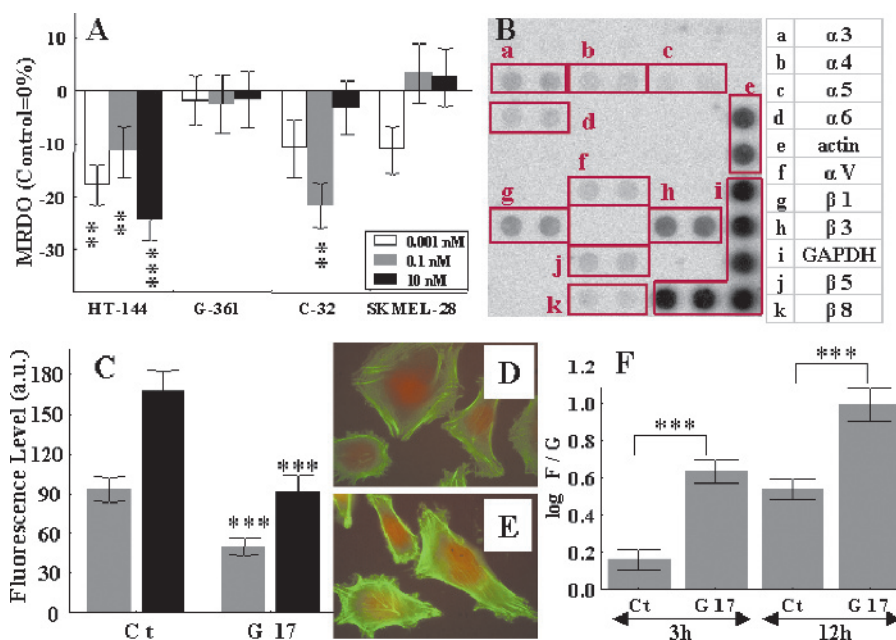 A
MRDO (Control=0%)
10
0
-10
-20
-30
**
**
***
**
0.001 nM
0.1 nM
10 nM
HT-144 G-361 C-32 SKMEL-28
B
a b c
d e
f
g h i
j
k
a α3
b α4
c α5
d α6
e actin
f αV
g β1
h β3
i GAPDH
j β5
k β8
C
Fluorescence Level (a.u.)
180
150
120
90
60
30
0
*** ***
Ct G 17
D
E
F
log F / G
1.2
1.0
0.8
0.6
0.4
0.2
0.0
***
***
Ct G 17 Ct G 17
3h 12h